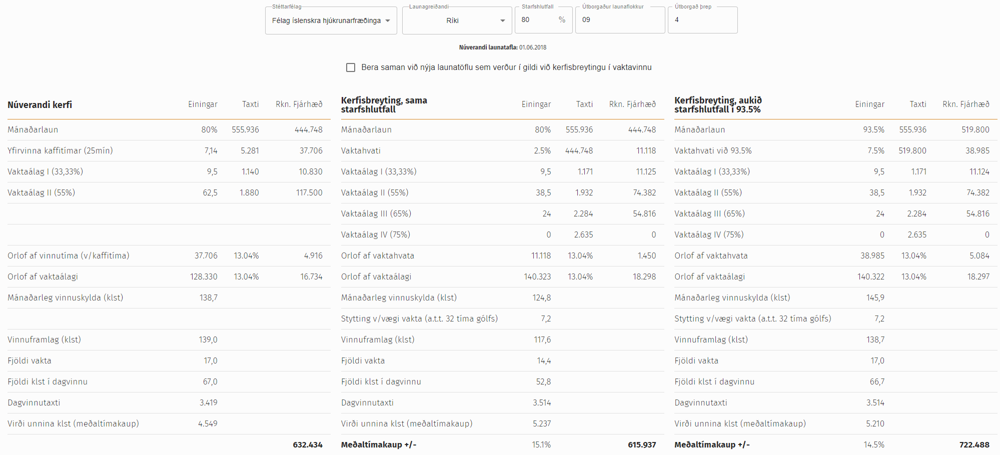 Stéttarfélag Launagreiðandi Starfshlutfall Útborgaður launaflokkur Útborgað þrep
Félag íslenskra hjúkrunarfræðinga Ríki 80 % 09 4
Núverandi launatafla: 01.06.2018
Bera saman við nýja launatöflu sem verður í gildi við kerfisbreytingu í vaktavinnu
Núverandi kerfi Einingar Taxti Rkn. Fjárhæð
Mánaðarlaun 80% 555.936 444.748
Yfirvinna kaffitímar (25mín) 7,14 5.281 37.706
Vaktaálag I (33,33%) 9,5 1.140 10.830
Vaktaálag II (55%) 62,5 1.880 117.500
Orlof af vinnutíma (v/kaffitíma) 37.706 13.04% 4.916
Orlof af vaktaálagi 128.330 13.04% 16.734
Mánaðarleg vinnuskylda (klst) 138,7
Vinnuframlag (klst) 139,0
Fjöldi vakta 17,0
Fjöldi klst í dagvinnu 67,0
Dagvinnutaxti 3.419
Virði unnina klst (meðaltímakaup) 4.549
632.434
Kerfisbreyting, sama
starfshlutfall Einingar Taxti Rkn. Fjárhæð
Mánaðarlaun 80% 555.936 444.748
Vaktahvati 2.5% 444.748 11.118
Vaktaálag I (33,33%) 9,5 1.171 11.125
Vaktaálag II (55%) 38,5 1.932 74.382
Vaktaálag III (65%) 24 2.284 54.816
Vaktaálag IV (75%) 0 2.635 0
Orlof af vaktahvata 11.118 13.04% 1.450
Orlof af vaktaálagi 140.323 13.04% 18.298
Mánaðarleg vinnuskylda (klst) 124,8
Stytting v/vægi vakta (a.t.t. 32 tíma gólfs) 7,2
Vinnuframlag (klst) 117,6
Fjöldi vakta 14,4
Fjöldi klst í dagvinnu 52,8
Dagvinnutaxti 3.514
Virði unnina klst (meðaltímakaup) 5.237
Meðaltímakaup +/- 15.1% 615.937
Kerfisbreyting, aukið
starfshlutfall í 93.5% Einingar Taxti Rkn. Fjárhæð
Mánaðarlaun 93.5% 555.936 519.800
Vaktahvati við 93.5% 7.5% 519.800 38.985
Vaktaálag I (33,33%) 9,5 1.171 11.124
Vaktaálag II (55%) 38,5 1.932 74.382
Vaktaálag III (65%) 24 2.284 54.816
Vaktaálag IV (75%) 0 2.635 0
Orlof af vaktahvata 38.985 13.04% 5.084
Orlof af vaktaálagi 140.322 13.04% 18.297
Mánaðarleg vinnuskylda (klst) 145,9
Stytting v/vægi vakta (a.t.t. 32 tíma gólfs) 7,2
Vinnuframlag (klst) 138,7
Fjöldi vakta 17,0
Fjöldi klst í dagvinnu 66,7
Dagvinnutaxti 3.514
Virði unnina klst (meðaltímakaup) 5.210
Meðaltímakaup +/- 14.5% 722.488